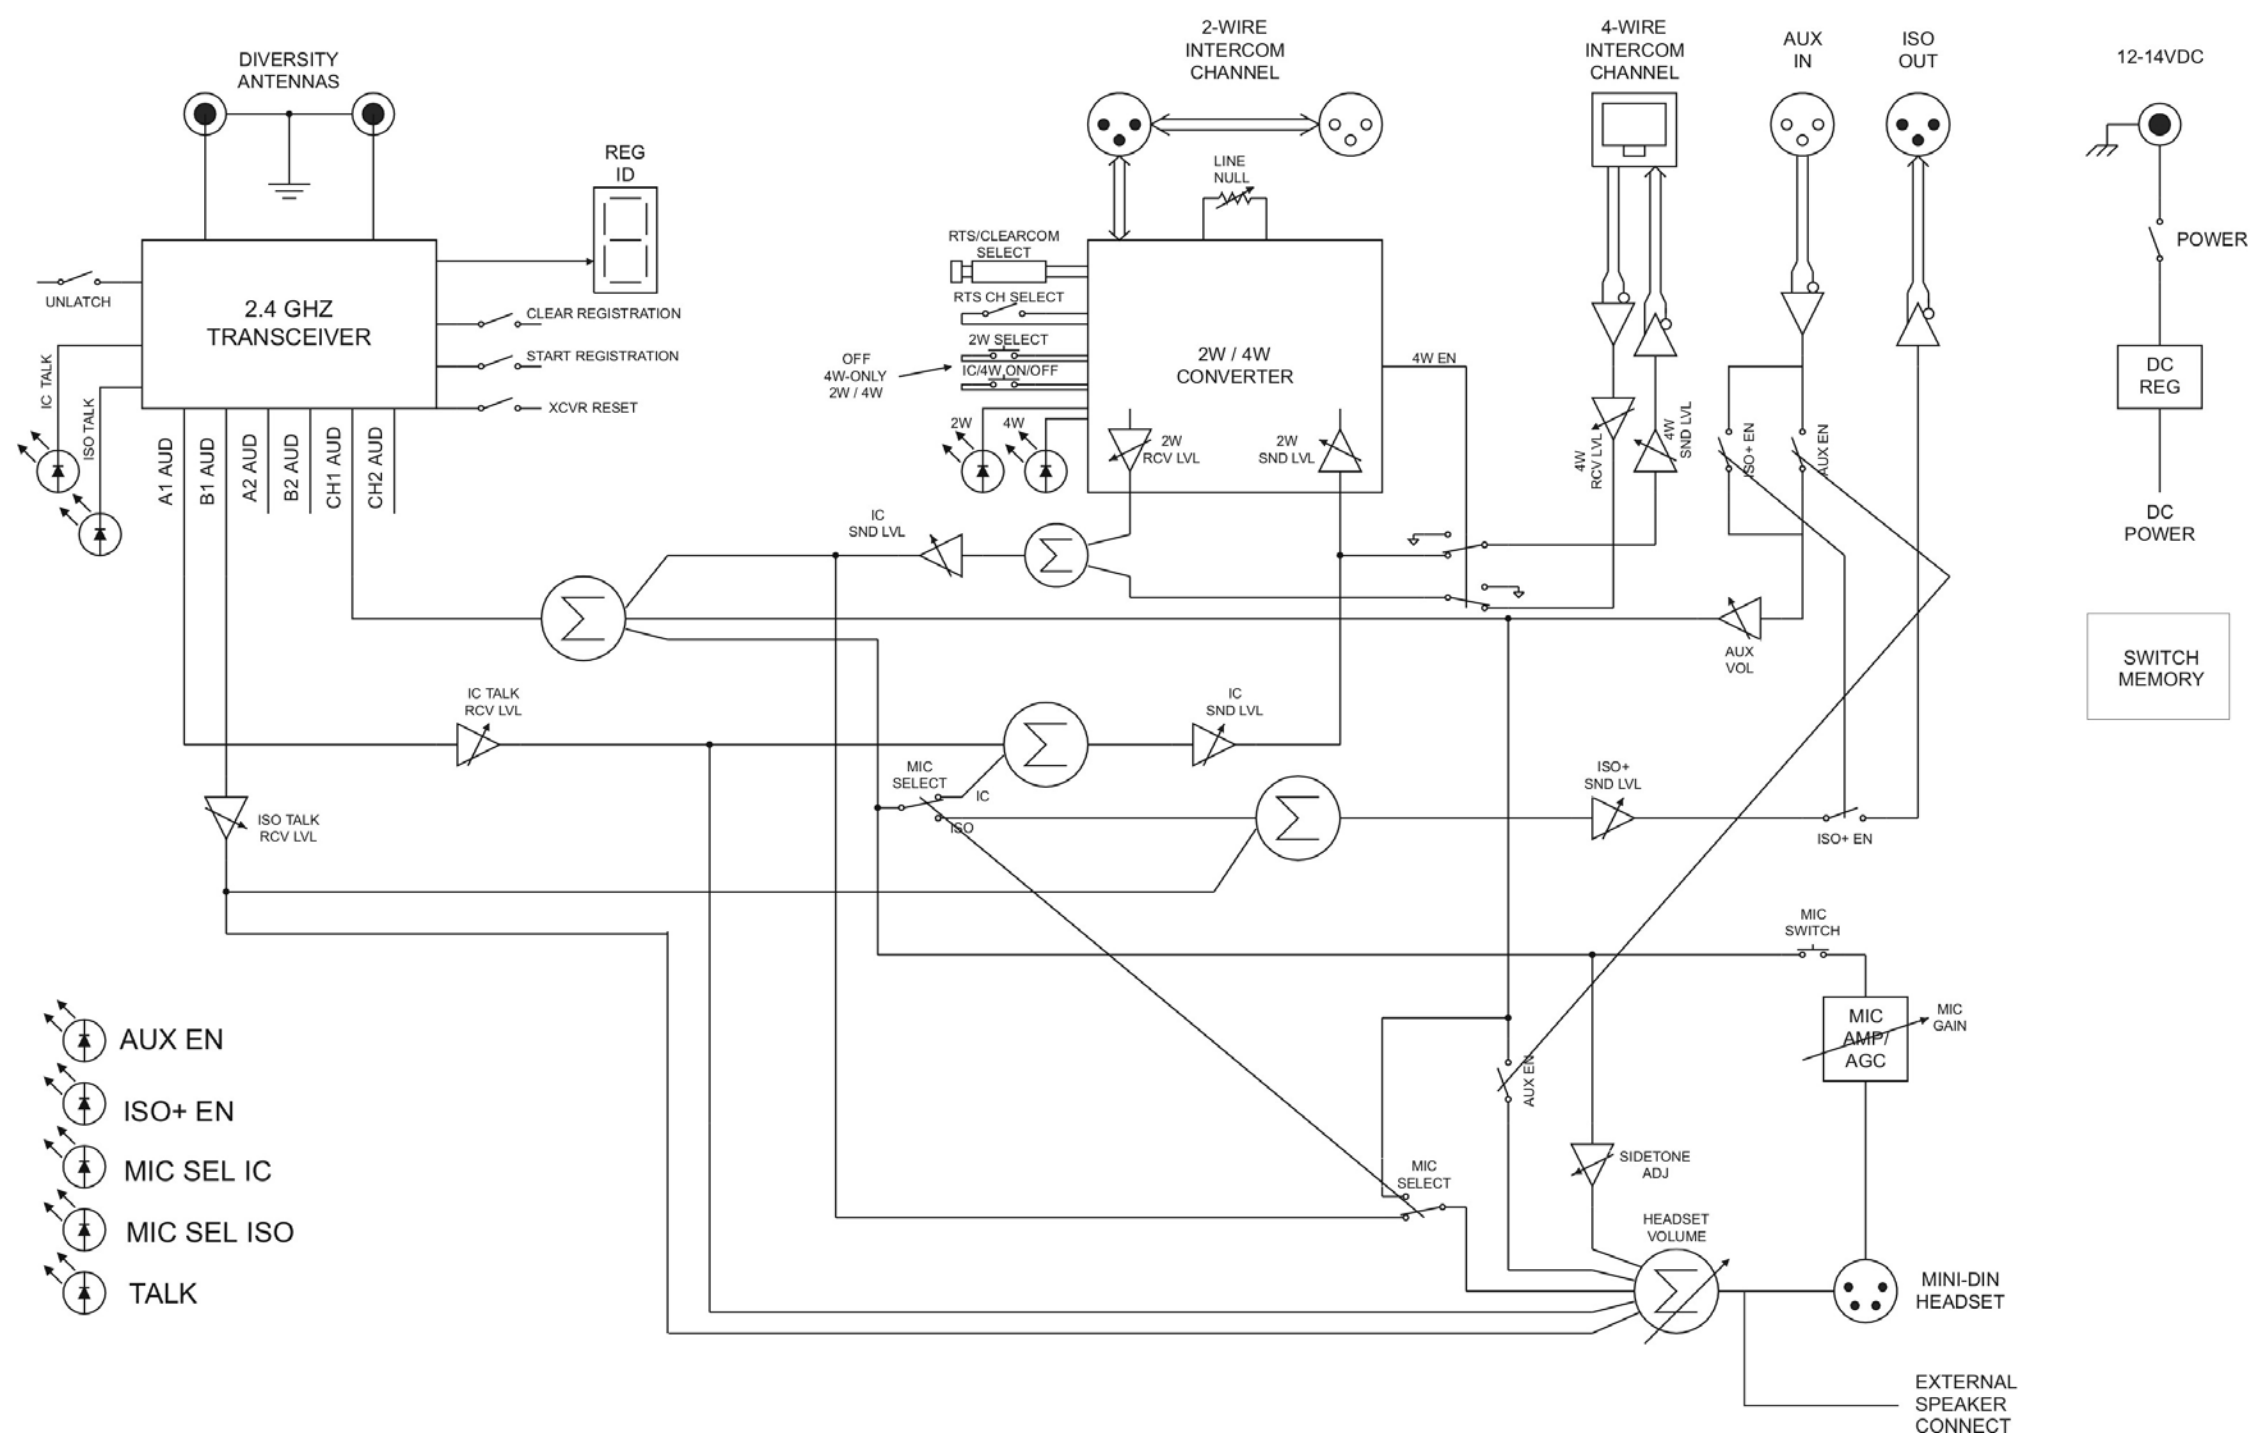 DIVERSITY
ANTENNAS
REG
ID
2-WIRE
INTERCOM
CHANNEL
4-WIRE
INTERCOM
CHANNEL
AUX
IN
ISO
OUT
12-14VDC
LINE
NULL
POWER
UNLATCH
2.4 GHZ
TRANSCEIVER
CLEAR REGISTRATION
START REGISTRATION
XCVR RESET
IC TALK
ISO TALK
A1 AUD
B1 AUD
A2 AUD
B2 AUD
CH1 AUD
CH2 AUD
RTS/CLEARCOM
SELECT
RTS CH SELECT
2W SELECT
IC/4W ON/OFF
OFF
4W-ONLY
2W / 4W
2W
4W
2W / 4W
CONVERTER
4W EN
2W
RCV LVL
2W
SND LVL
4W
RCV LVL
4W
SND LVL
ISO+ EN
AUX EN
DC
REG
DC
POWER
IC
SND LVL
AUX
VOL
SWITCH
MEMORY
IC TALK
RCV LVL
IC
SND LVL
MIC
SELECT
IC
ISO
ISO+
SND LVL
ISO TALK
RCV LVL
ISO+ EN
MIC
SWITCH
MIC
AMP/
AGC
MIC
GAIN
AUX EN
ISO+ EN
MIC SEL IC
MIC SEL ISO
TALK
AUX EN
MIC
SELECT
SIDETONE
ADJ
HEADSET
VOLUME
MINI-DIN
HEADSET
EXTERNAL
SPEAKER
CONNECT